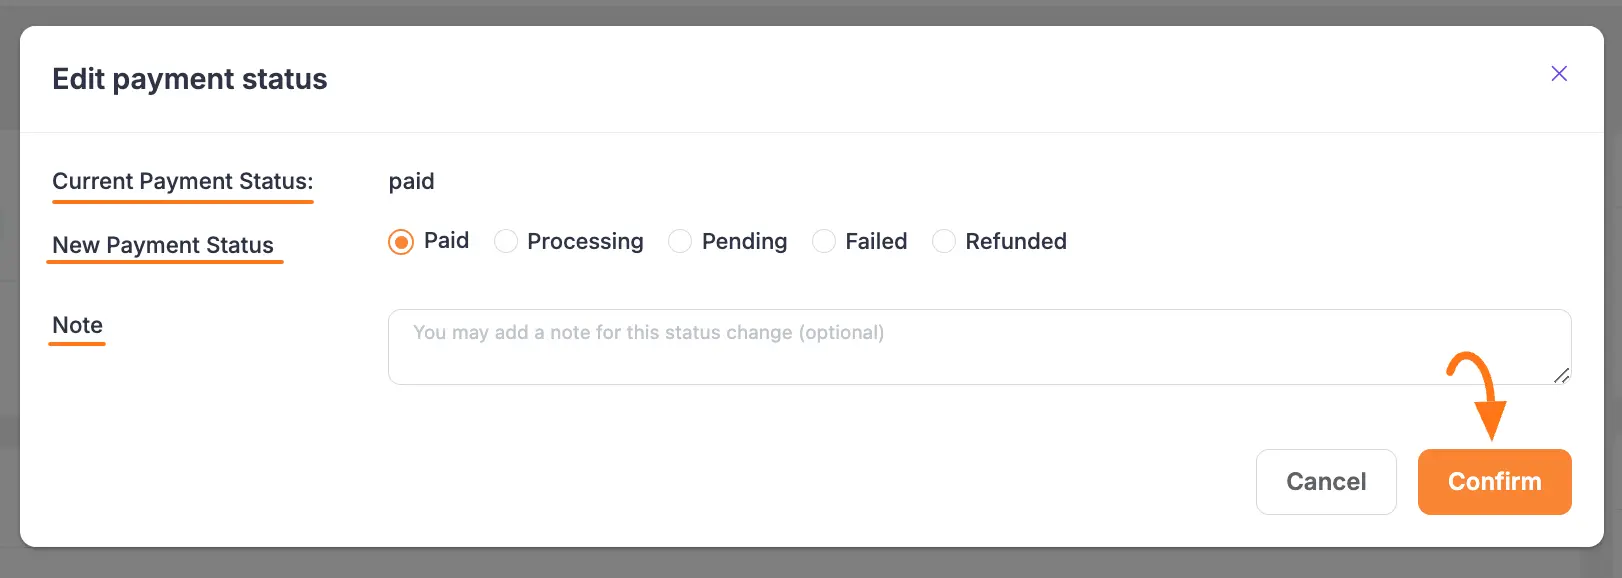 Edit payment status
Current Payment Status: paid
New Payment Status Paid Processing Pending Failed Refunded
Note You may add a note for this status change (optional)
Cancel Confirm